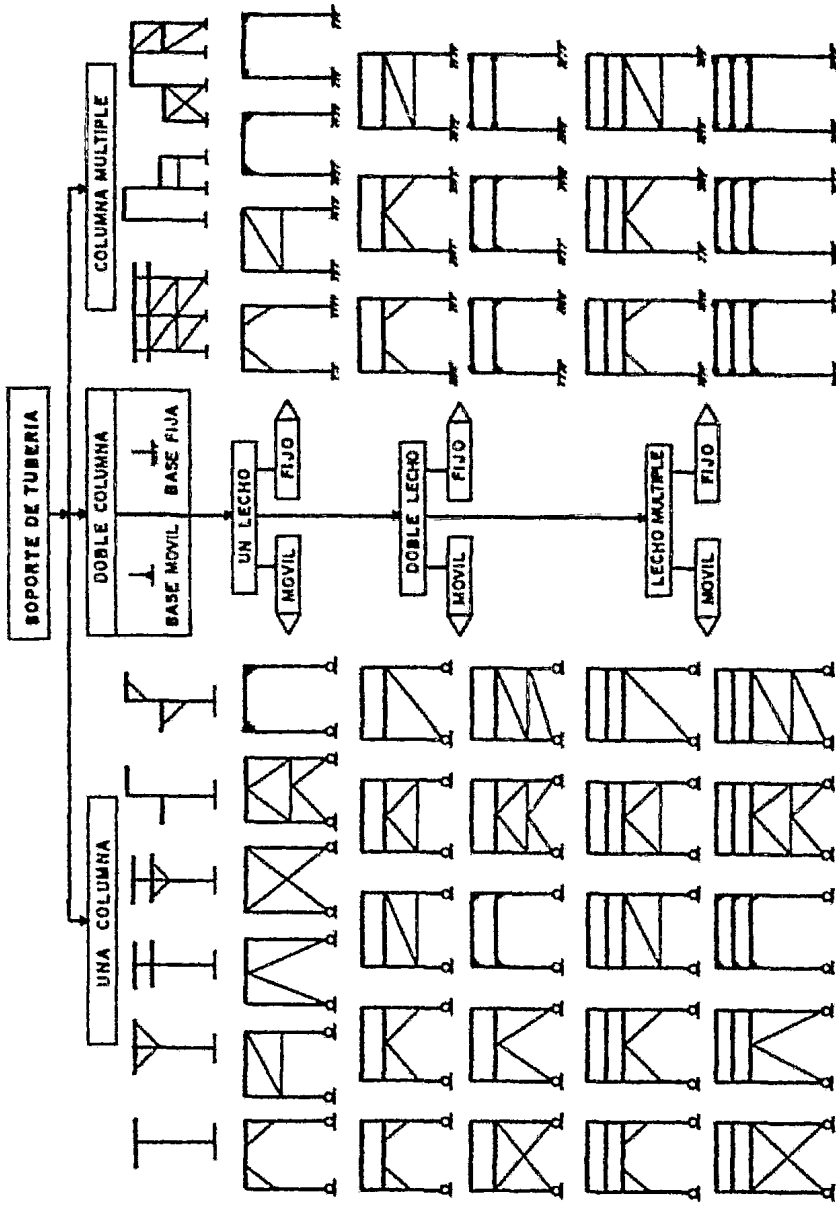 SOPORTE DE TUBERIA
UNA COLUMNA
DOBLE COLUMNA
BASE MOVIL
BASE FIJA
COLUMNA MULTIPLE
UN LECHO
MOVIL
FIJO
DOBLE LECHO
MOVIL
FIJO
LECHO MULTIPLE
MOVIL
FIJO